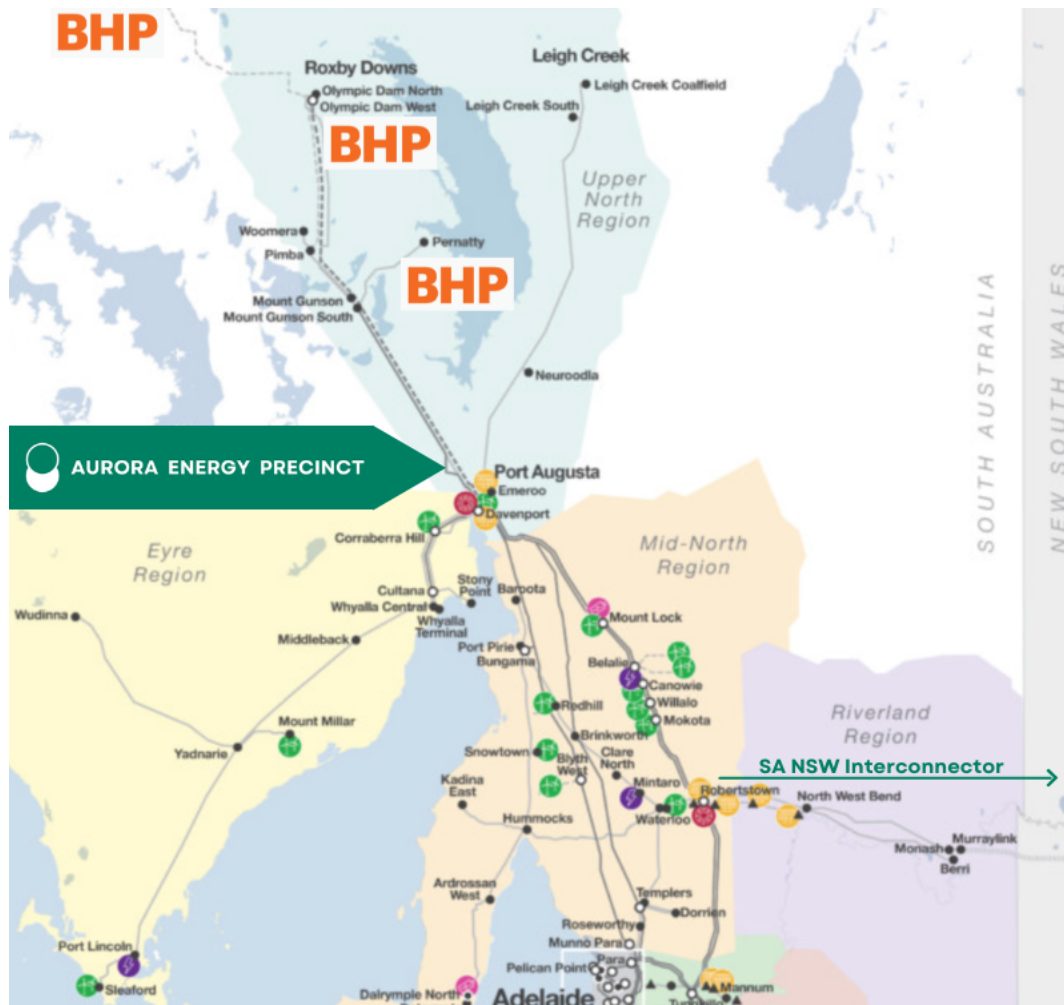 BHP
Roxby Downs
Olympic Dam North
Olympic Dam West
BHP
Leigh Creek
Leigh Creek Coalfield
Leigh Creek South
Upper
North
Region
Woomera
Pimba
Pernatty
BHP
Mount Gunson
Mount Gunson South
Neuroodla
SOUTH AUSTRALIA
NEW SOUTH WALES
AURORA ENERGY PRECINCT
Port Augusta
Emeroo
Davenport
Corraberra Hill
Eyre
Region
Mid-North
Region
Cultana
Stony
Point
Baroota
Whyalla Central
Whyalla
Terminal
Wudinna
Middleback
Mount Lock
Port Pirie
Bungama
Belalie
Canowie
Willalo
Mokota
Redhill
Mount Millar
Yadnarie
Brinkworth
Snowtown
Blyth
West
Clare
North
Riverland
Region
SA NSW Interconnector
Kadina
East
Mintaro
Robertstown
North West Bend
Waterloo
Hummocks
Murraylink
Monash
Berri
Ardrossan
West
Templers
Dorrien
Roseworthy
Munno Para
Para
Pelican Point
Port Lincoln
Sleaford
Dalrymple North
Adelaide
Mannum